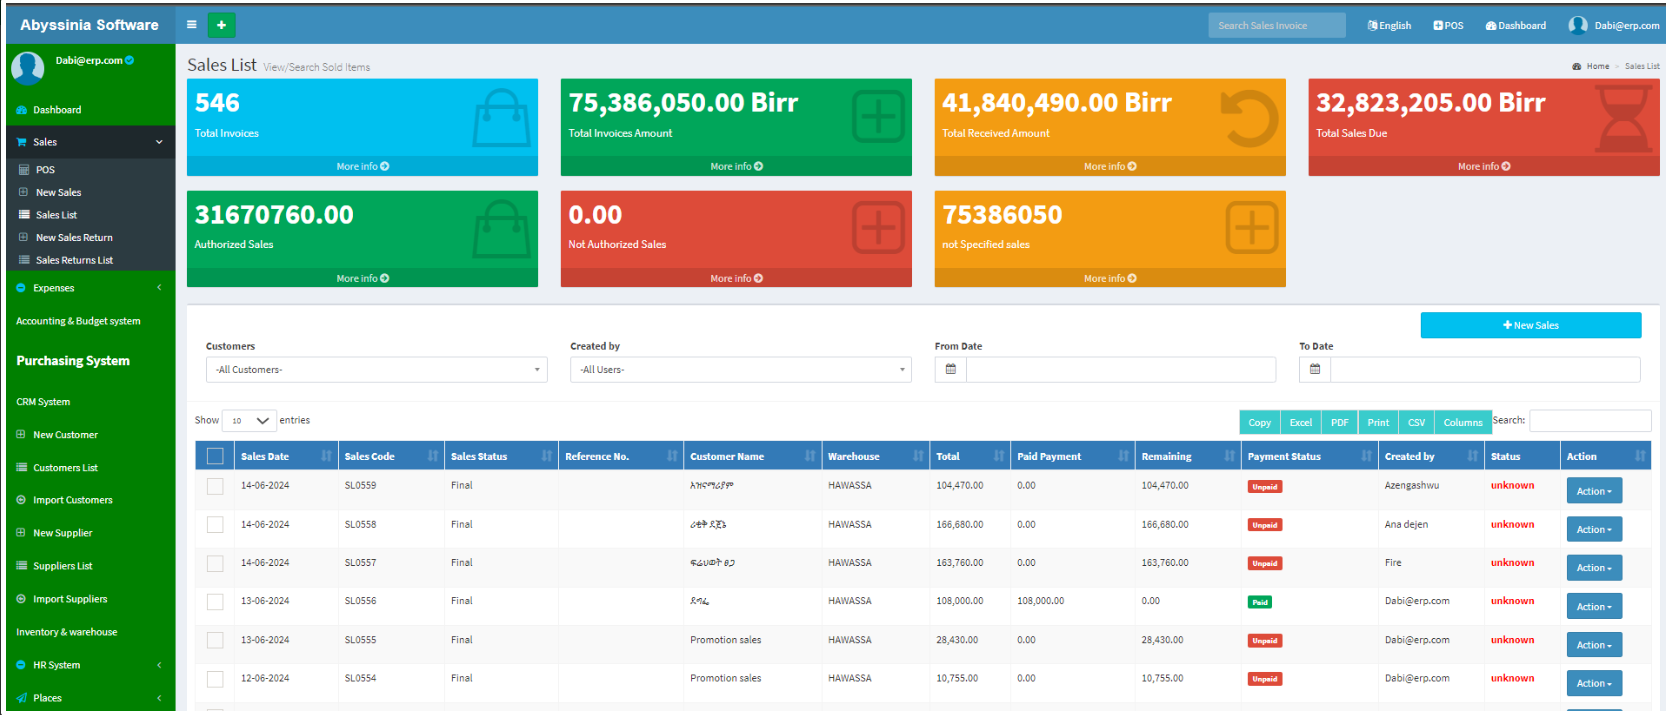 Abyssinia Software
Search Sales Invoice
English
POS
Dashboard
Dabi@erp.com
Dabi@erp.com
Dashboard
Sales
POS
New Sales
Sales List
New Sales Return
Sales Returns List
Expenses
Accounting & Budget system
Purchasing System
CRM System
New Customer
Customers List
Import Customers
New Supplier
Suppliers List
Import Suppliers
Inventory & warehouse
HR System
Places
Sales List View/Search Sold Items
Home > Sales List
546
Total Invoices
More info
75,386,050.00 Birr
Total Invoices Amount
More info
41,840,490.00 Birr
Total Received Amount
More info
32,823,205.00 Birr
Total Sales Due
More info
31670760.00
Authorized Sales
More info
0.00
Not Authorized Sales
More info
75386050
not Specified sales
More info
New Sales
Customers
-All Customers-
Created by
-All Users-
From Date
To Date
Show 10 entries
Copy Excel PDF Print CSV Columns Search:
Sales Date Sales Code Sales Status Reference No. Customer Name Warehouse Total Paid Payment Remaining Payment Status Created by Status Action
14-06-2024 SL0559 Final HAWASSA 104,470.00 0.00 104,470.00 Unpaid Azengashwu unknown Action
14-06-2024 SL0558 Final HAWASSA 166,680.00 0.00 166,680.00 Unpaid Ana dejen unknown Action
14-06-2024 SL0557 Final ፍሬህወት ፀጋ HAWASSA 163,760.00 0.00 163,760.00 Unpaid Fire unknown Action
13-06-2024 SL0556 Final ደግፌ HAWASSA 108,000.00 108,000.00 0.00 Paid Dabi@erp.com unknown Action
13-06-2024 SL0555 Final Promotion sales HAWASSA 28,430.00 0.00 28,430.00 Unpaid Dabi@erp.com unknown Action
12-06-2024 SL0554 Final Promotion sales HAWASSA 10,755.00 0.00 10,755.00 Unpaid Dabi@erp.com unknown Action